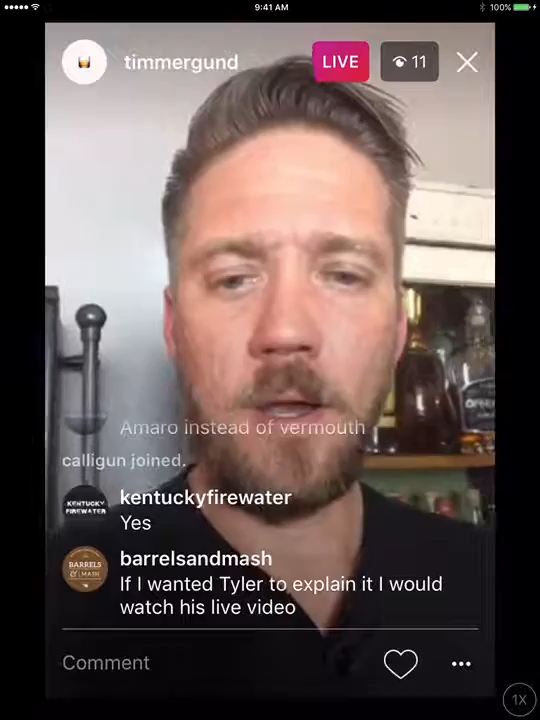 9:41 AM
100%
timmergund
LIVE
11
Amaro instead of vermouth
calligun joined.
kentuckyfirewater
KENTUCKY
FIREWATER
Yes
barrelsandmash
BARRELS
& MASH
If I wanted Tyler to explain it I would
watch his live video
Comment
1X